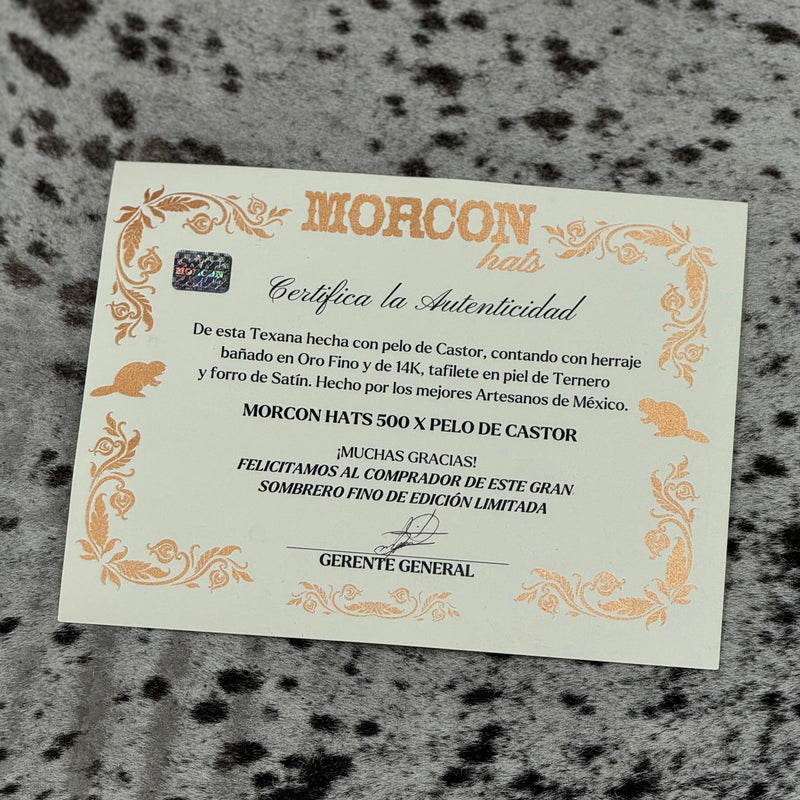 MORCON
hats
MORCON
Certifica la Autenticidad
De esta Texana hecha con pelo de Castor, contando con herraje
bañado en Oro Fino y de 14K, tafilete en piel de Ternero
y forro de Satín. Hecho por los mejores Artesanos de México.
MORCON HATS 500 X PELO DE CASTOR
¡MUCHAS GRACIAS!
FELICITAMOS AL COMPRADOR DE ESTE GRAN
SOMBRERO FINO DE EDICIÓN LIMITADA
GERENTE GENERAL